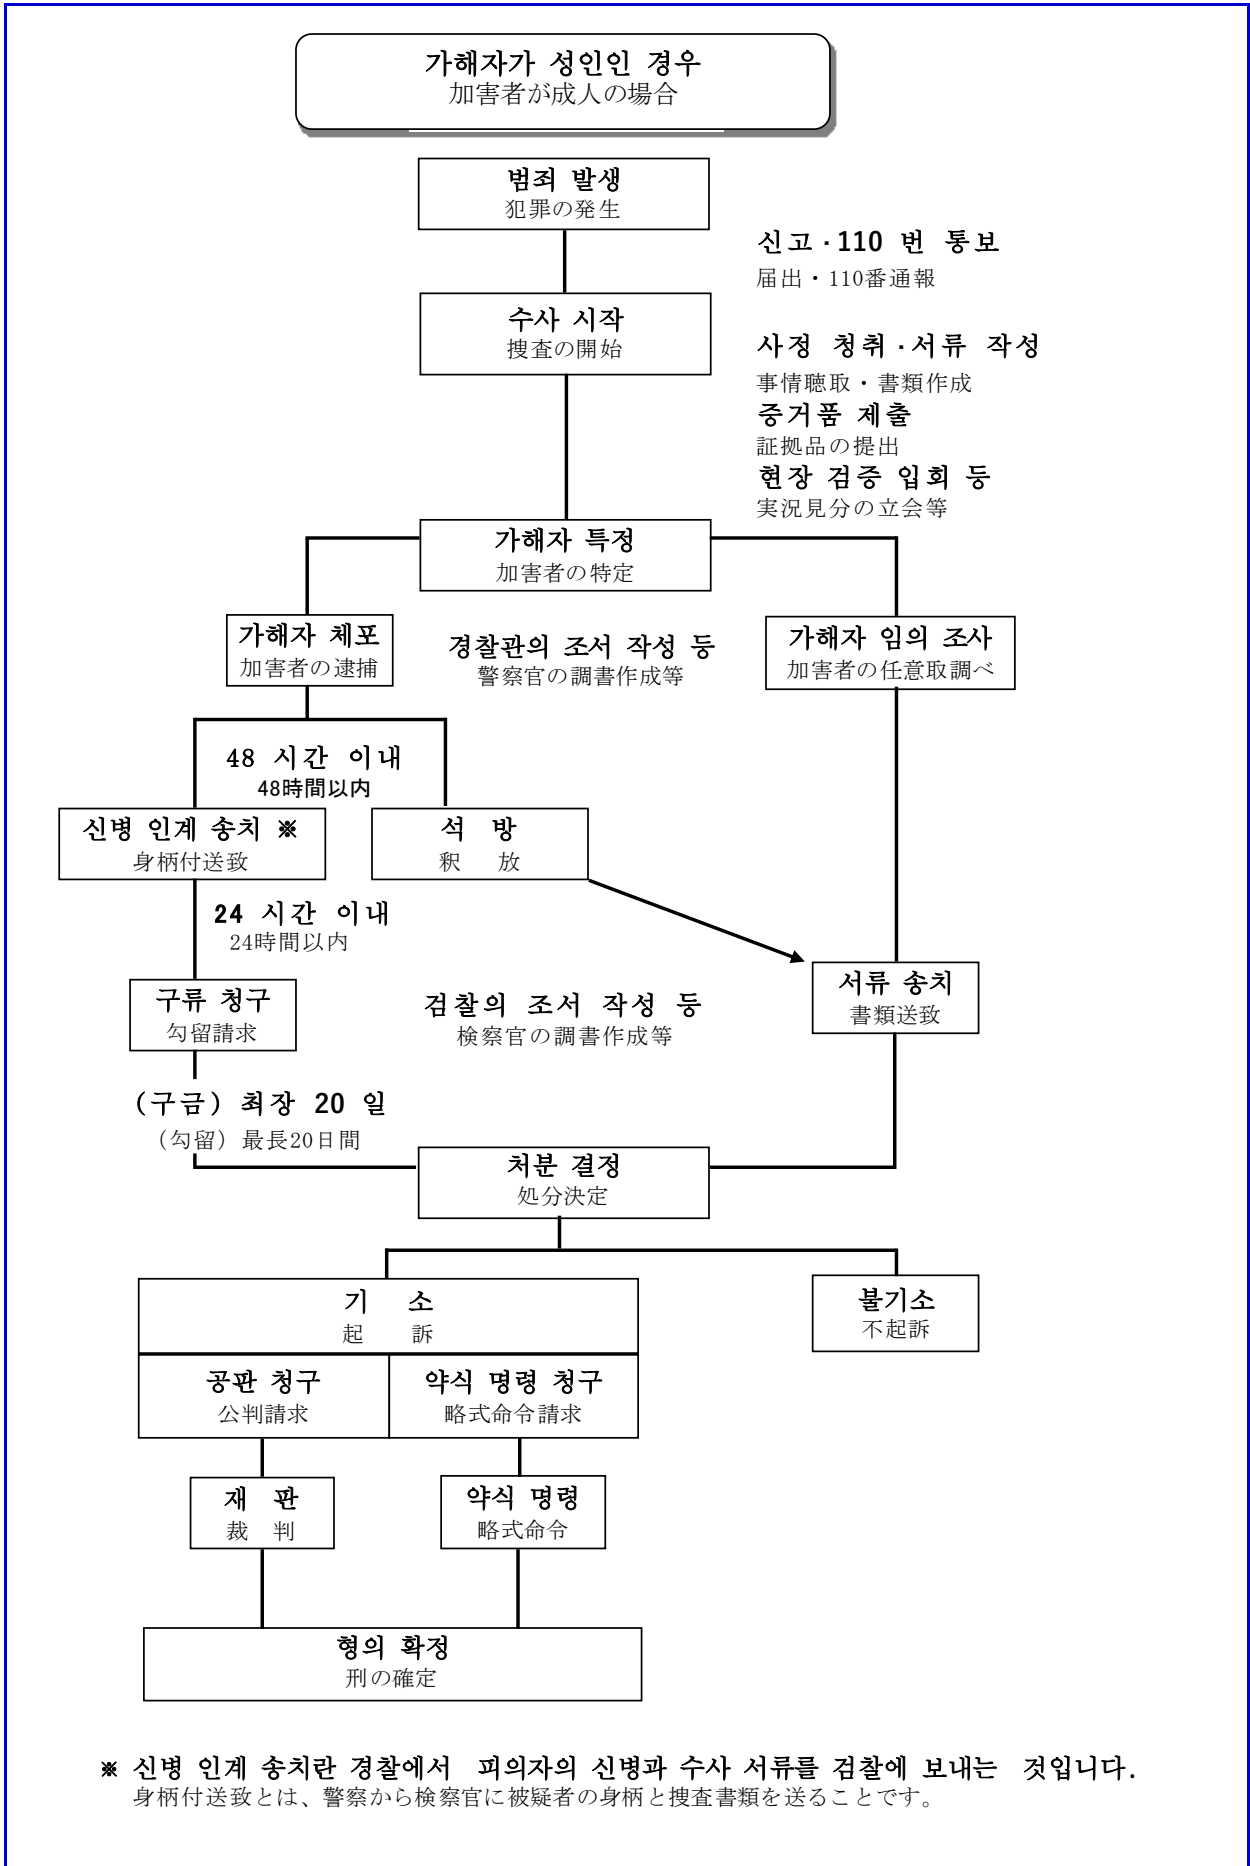 가해자가 성인인 경우
加害者が成人の場合
범죄 발생
犯罪の発生
신고·110 번 통보
届出・110番通報
수사 시작
捜査の開始
사정 청취·서류 작성
事情聴取・書類作成
증거품 제출
証拠品の提出
현장 검증 입회 등
実況見分の立会等
가해자 특정
加害者の特定
가해자 체포
加害者の逮捕
경찰관의 조서 작성 등
警察官の調書作成等
가해자 임의 조사
加害者の任意取調べ
48 시간 이내
48時間以内
신병 인계 송치 ※
身柄付送致
석 방
釈 放
24 시간 이내
24時間以内
구류 청구
勾留請求
검찰의 조서 작성 등
検察官の調書作成等
서류 송치
書類送致
(구금) 최장 20 일
（勾留）最長20日間
처분 결정
処分決定
기 소
起 訴
불기소
不起訴
공판 청구
公判請求
약식 명령 청구
略式命令請求
재 판
裁 判
약식 명령
略式命令
형의 확정
刑の確定
※ 신병 인계 송치란 경찰에서 피의자의 신병과 수사 서류를 검찰에 보내는 것입니다.
身柄付送致とは、警察から検察官に被疑者の身柄と捜査書類を送ることです。